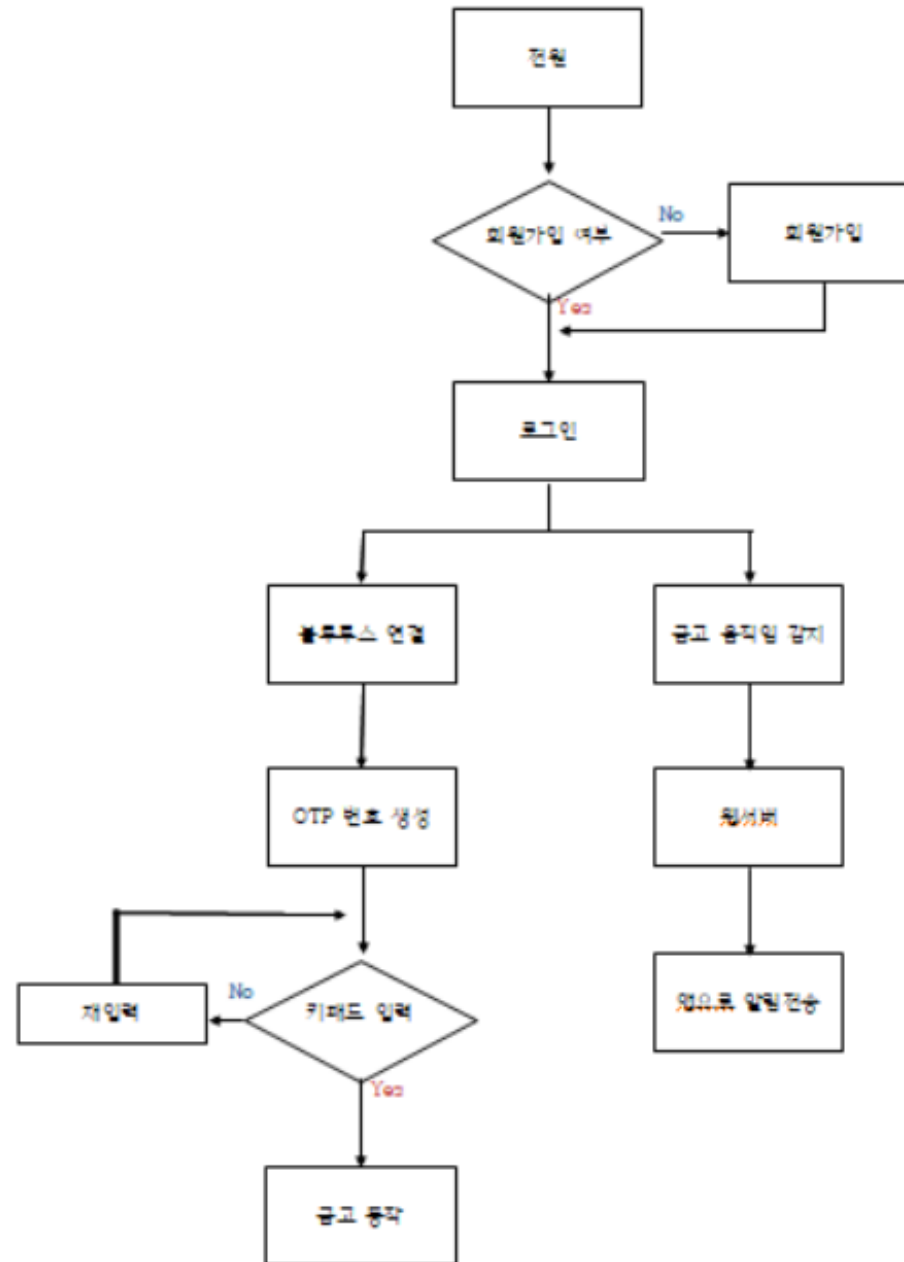 전원
회원가입 여부
No
회원가입
Yes
로그인
블루투스 연결
금고 움직임 감지
OTP 번호 생성
웹서버
키패드 입력
No
재입력
앱으로 알림전송
Yes
금고 동작